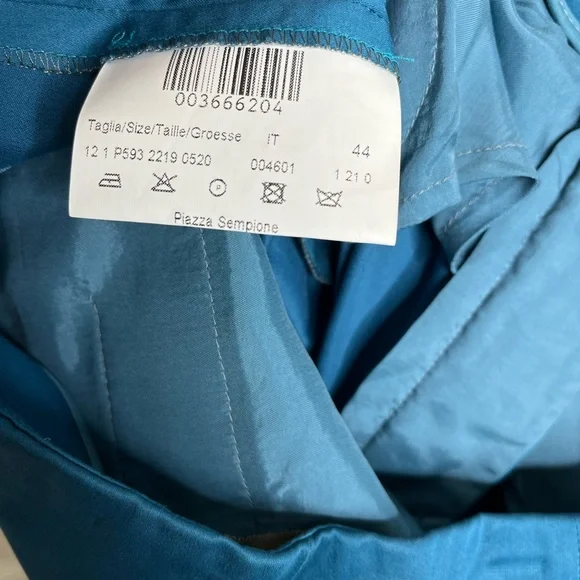 003666204
Taglia/Size/Taille/Groesse IT 44
12 1 P593 2219 0520 004601 1 21 0
P
Piazza Sempione